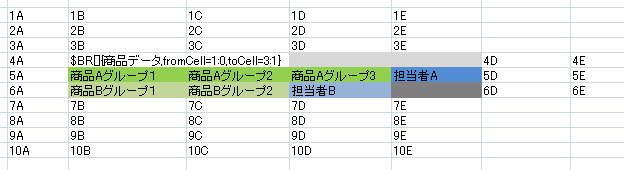 1A 1B 1C 1D 1E
2A 2B 2C 2D 2E
3A 3B 3C 3D 3E
4A $BR[]{商品データ,fromCell=1:0,toCell=3:1} 4D 4E
5A 商品Aグループ1 商品Aグループ2 商品Aグループ3 担当者A 5D 5E
6A 商品Bグループ1 商品Bグループ2 担当者B 6D 6E
7A 7B 7C 7D 7E
8A 8B 8C 8D 8E
9A 9B 9C 9D 9E
10A 10B 10C 10D 10E